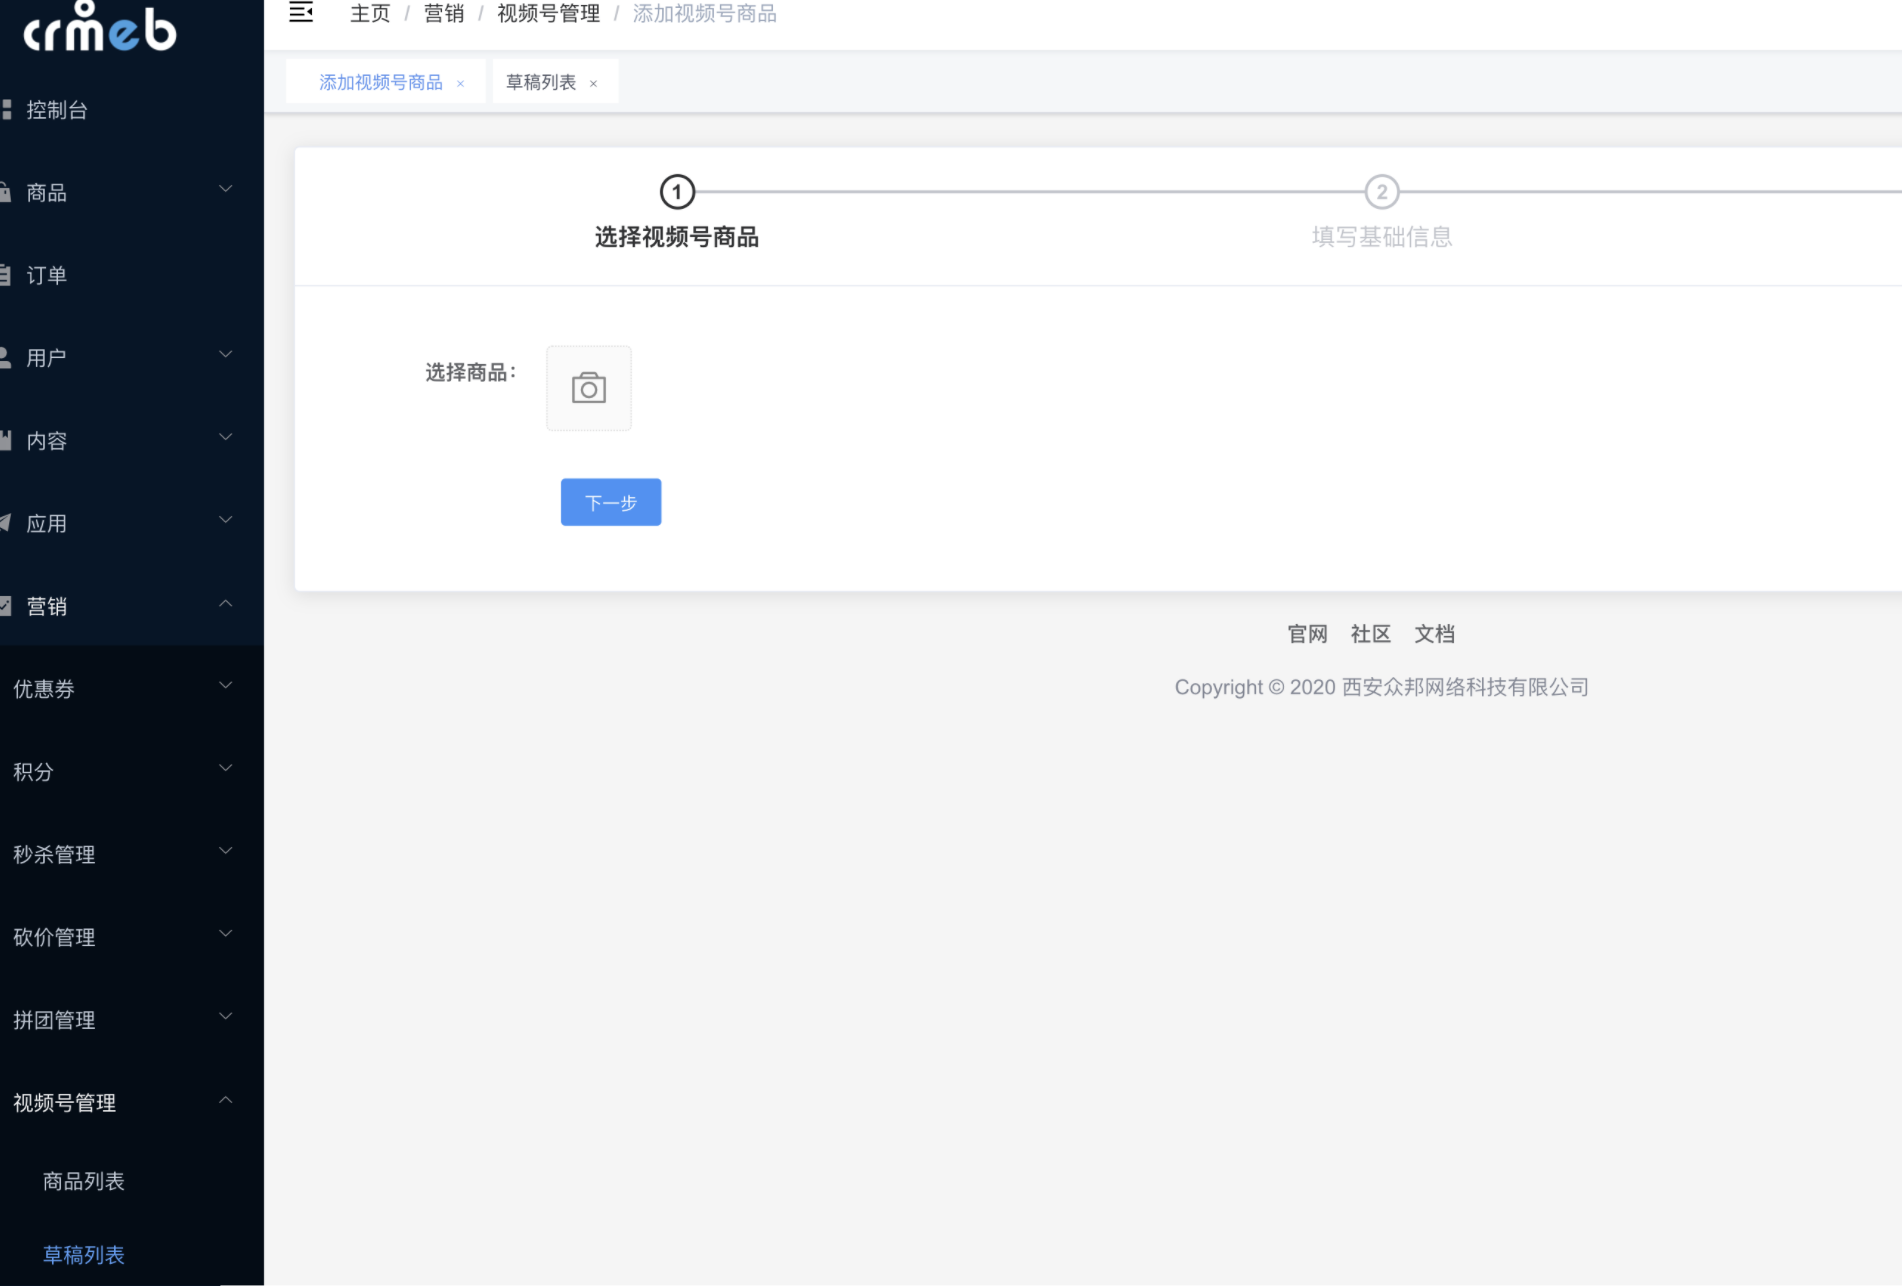 crmeb
主页 / 营销 / 视频号管理 / 添加视频号商品
添加视频号商品 ×
草稿列表 ×
控制台
商品
订单
用户
内容
应用
营销
优惠券
积分
秒杀管理
砍价管理
拼团管理
视频号管理
商品列表
草稿列表
1
选择视频号商品
2
填写基础信息
选择商品：
下一步
官网 社区 文档
Copyright © 2020 西安众邦网络科技有限公司